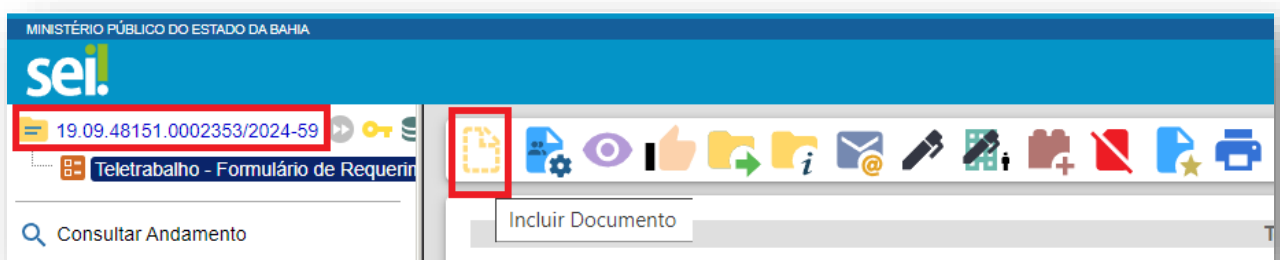 MINISTÉRIO PÚBLICO DO ESTADO DA BAHIA
sei!
19.09.48151.0002353/2024-59
Teletrabalho - Formulário de Requerin
Incluir Documento
T
Consultar Andamento